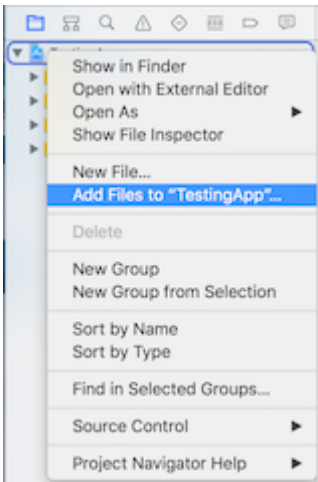 Show in Finder
Open with External Editor
Open As
Show File Inspector
New File...
Add Files to “TestingApp”...
Delete
New Group
New Group from Selection
Sort by Name
Sort by Type
Find in Selected Groups...
Source Control
Project Navigator Help